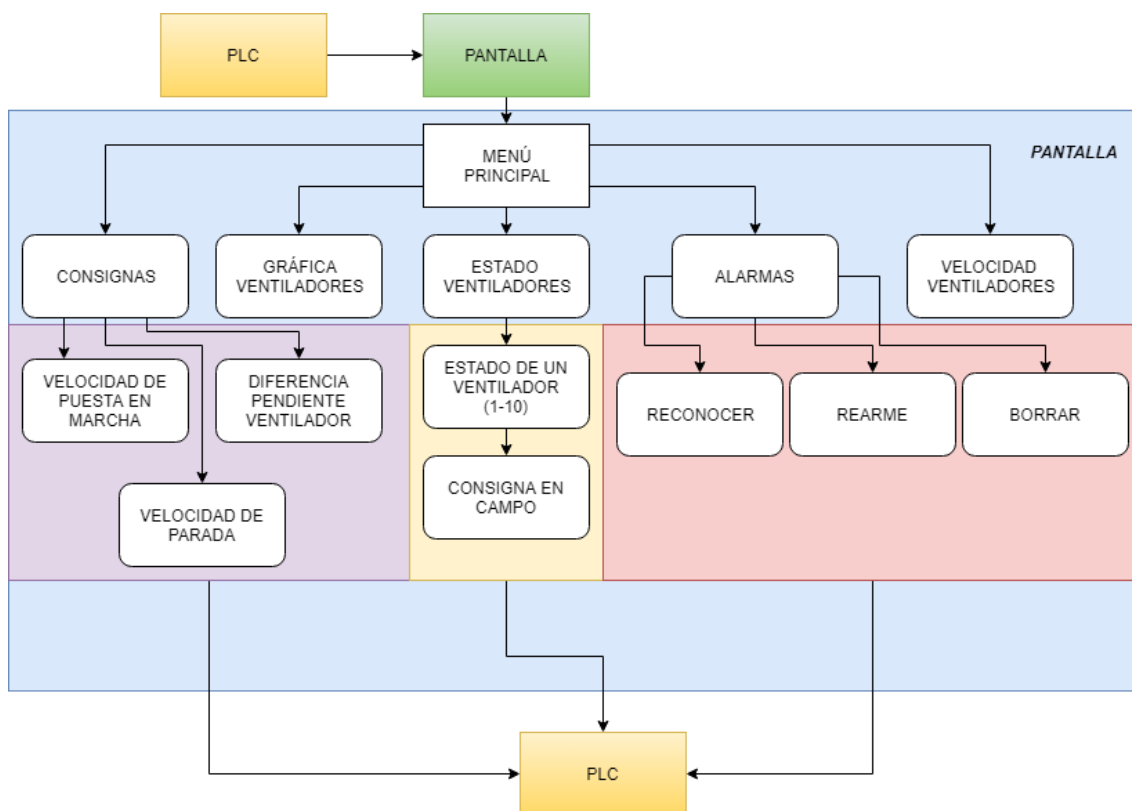 PLC
PANTALLA
MENÚ
PRINCIPAL
PANTALLA
CONSIGNAS
GRÁFICA
VENTILADORES
ESTADO
VENTILADORES
ALARMAS
VELOCIDAD
VENTILADORES
VELOCIDAD DE
PUESTA EN
MARCHA
DIFERENCIA
PENDIENTE
VENTILADOR
ESTADO DE UN
VENTILADOR
(1-10)
RECONOCER
REARME
BORRAR
VELOCIDAD DE
PARADA
CONSIGNA EN
CAMPO
PLC